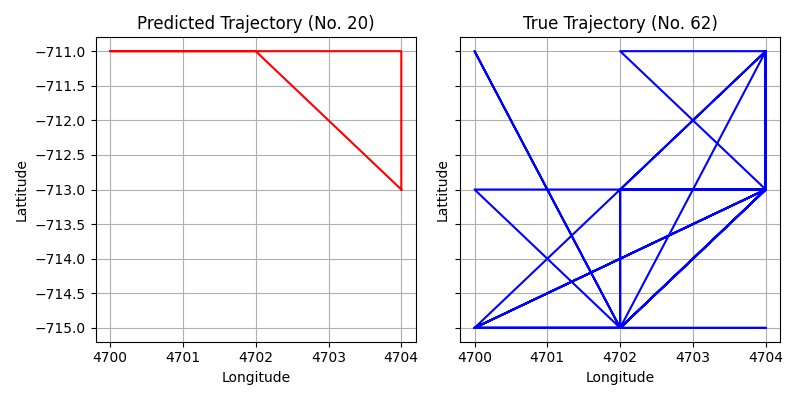 Predicted Trajectory (No. 20)
−711.0
−711.5
−712.0
−712.5
−713.0
−713.5
−714.0
−714.5
−715.0
Lattitude
4700 4701 4702 4703 4704
Longitude
True Trajectory (No. 62)
Lattitude
4700 4701 4702 4703 4704
Longitude